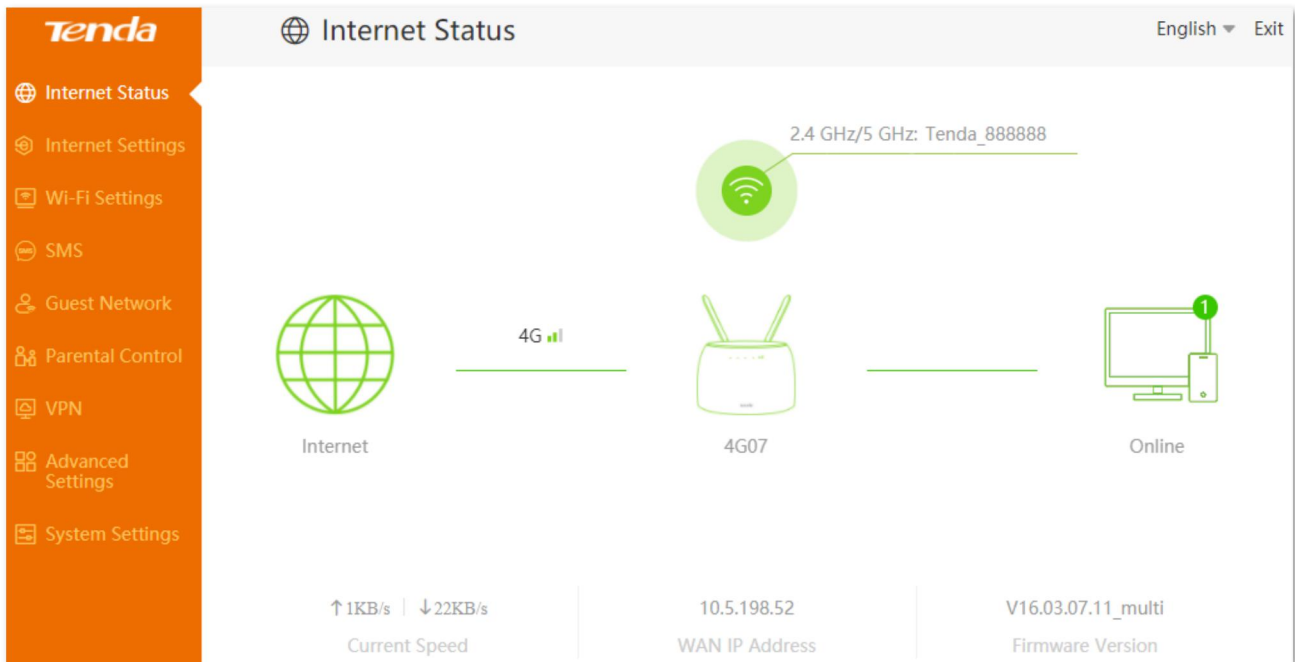 Tenda
Internet Status
English
Exit
Internet Status
Internet Settings
Wi-Fi Settings
SMS
Guest Network
Parental Control
VPN
Advanced
Settings
System Settings
2.4 GHz/5 GHz: Tenda_888888
4G
1
Internet
4G07
Online
↑1KB/s | ↓22KB/s
Current Speed
10.5.198.52
WAN IP Address
V16.03.07.11_multi
Firmware Version